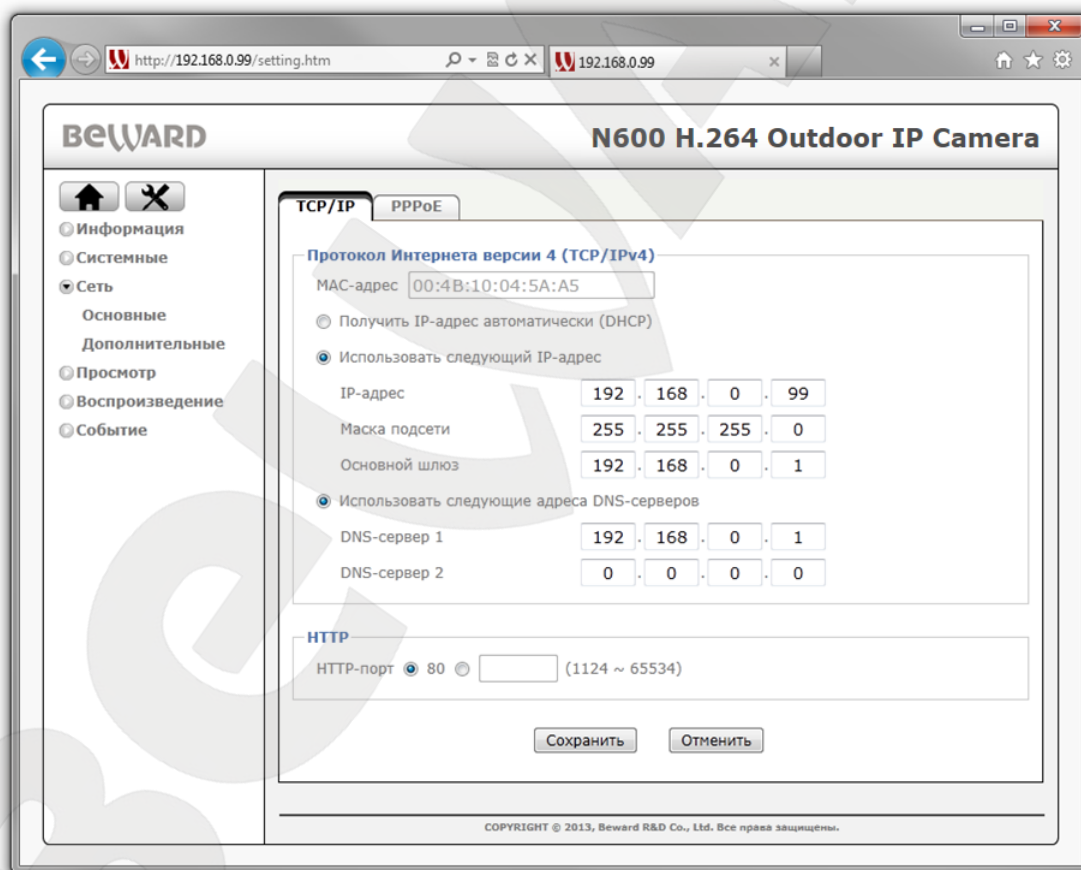 http://192.168.0.99/setting.htm
192.168.0.99
BEWARD
N600 H.264 Outdoor IP Camera
Информация
Системные
Сеть
Основные
Дополнительные
Просмотр
Воспроизведение
Событие
TCP/IP PPPoE
Протокол Интернета версии 4 (TCP/IPv4)
MAC-адрес 00:4B:10:04:5A:A5
Получить IP-адрес автоматически (DHCP)
Использовать следующий IP-адрес
IP-адрес 192 . 168 . 0 . 99
Маска подсети 255 . 255 . 255 . 0
Основной шлюз 192 . 168 . 0 . 1
Использовать следующие адреса DNS-серверов
DNS-сервер 1 192 . 168 . 0 . 1
DNS-сервер 2 0 . 0 . 0 . 0
HTTP
HTTP-порт 80 (1124 ~ 65534)
Сохранить Отменить
COPYRIGHT © 2013, Beward R&D Co., Ltd. Все права защищены.